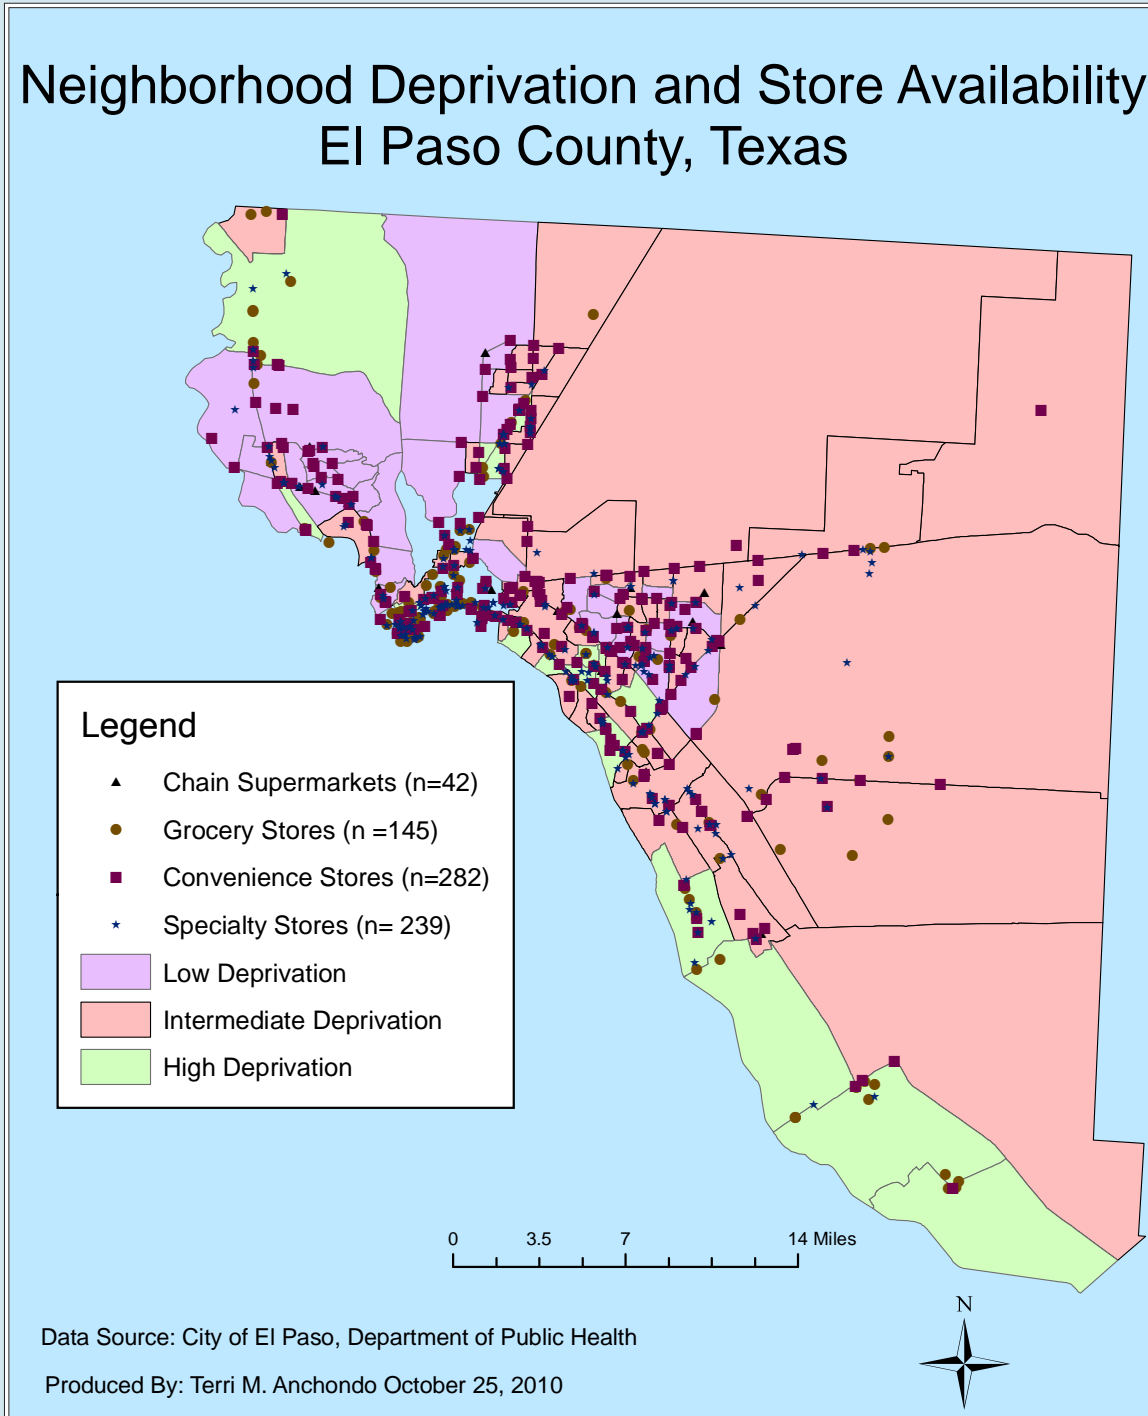 Neighborhood Deprivation and Store Availability
El Paso County, Texas
Legend
Chain Supermarkets (n=42)
Grocery Stores (n =145)
Convenience Stores (n=282)
Specialty Stores (n= 239)
Low Deprivation
Intermediate Deprivation
High Deprivation
0 3.5 7 14 Miles
N
Data Source: City of El Paso, Department of Public Health
Produced By: Terri M. Anchondo October 25, 2010